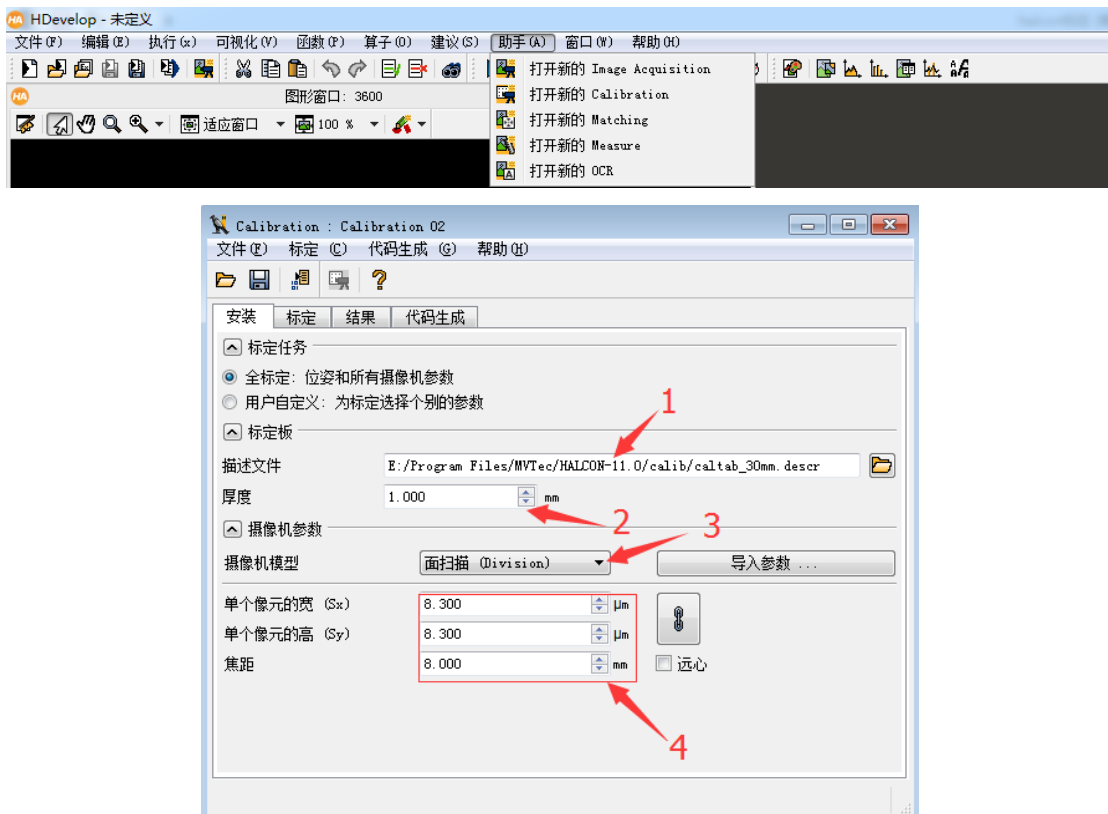 HDevelop - 未定义
文件(F) 编辑(E) 执行(x) 可视化(V) 函数(P) 算子(O) 建议(S) 助手(A) 窗口(W) 帮助(H)
打开新的 Image Acquisition
图形窗口: 3600
打开新的 Calibration
适应窗口 100 %
打开新的 Matching
打开新的 Measure
打开新的 OCR
Calibration : Calibration 02
文件(F) 标定 (C) 代码生成 (G) 帮助(H)
安装 标定 结果 代码生成
标定任务
全标定: 位姿和所有摄像机参数
用户自定义: 为标定选择个别的参数
1
标定板
描述文件 E:/Program Files/MVTec/HALCON-11.0/calib/caltab_30mm.descr
厚度 1.000 mm
2
3
摄像机参数
摄像机模型 面扫描 (Division) 导入参数 ...
单个像元的宽 (Sx) 8.300 μm
单个像元的高 (Sy) 8.300 μm
焦距 8.000 mm 远心
4